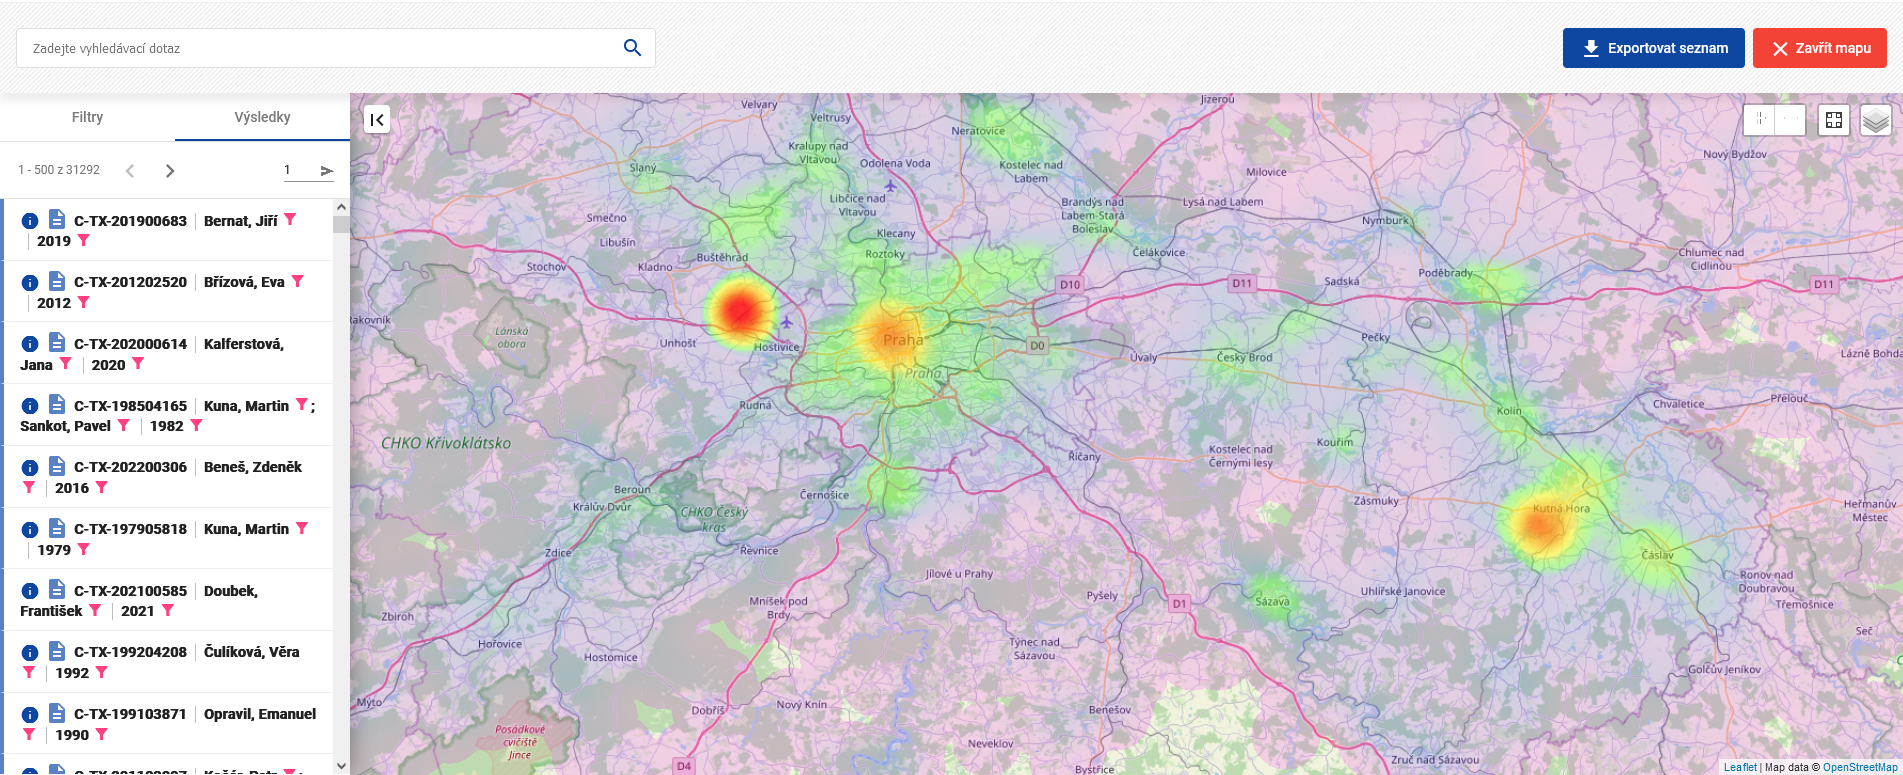 Zadejte vyhledávací dotaz
Exportovat seznam
Zavřít mapu
Filtry
Výsledky
1 - 500 z 31292
1
C-TX-201900683 Bernat, Jiří
2019
C-TX-201202520 Břízová, Eva
2012
C-TX-202000614 Kalferstová,
Jana 2020
C-TX-198504165 Kuna, Martin ;
Sankot, Pavel 1982
C-TX-202200306 Beneš, Zdeněk
2016
C-TX-197905818 Kuna, Martin
1979
C-TX-202100585 Doubek,
František 2021
C-TX-199204208 Čulíková, Věra
1992
C-TX-199103871 Opravil, Emanuel
1990
Velvary
Veltrusy
Neratovice
Jizerou
Kralupy nad
Vltavou
Odolena Voda
Kostelec nad
Labem
Milovice
Nový Bydžov
Slaný
Libčice nad
Vltavou
Brandýs nad
Labem-Stará
Boleslav
Lysá nad Labem
Smečno
Nymburk
Klecany
Libušín
Roztoky
Čelákovice
Chlumec nad
Cidlinou
Stochov
Kladno
Buštěhrad
Poděbrady
D10
D11
Sadská
D11
Rakovník
Lánská
obora
Unhošť
Hostivice
Praha
Praha
D0
Úvaly
Český Brod
Pečky
Lázně Bohda
Rudná
Kolín
Chvaletice
Přelouč
CHKO Křivoklátsko
Říčany
Kostelec nad
Černými lesy
Kouřim
Beroun
Králův Dvůr
Černošice
CHKO Český
kras
Zásmuky
Kutná Hora
Heřmanův
Městec
Zdice
Řevnice
Čáslav
Jílové u Prahy
Zbiroh
Mníšek pod
Brdy
Pyšely
D1
Sázava
Uhlířské Janovice
Ronov nad
Doubravou
Třemošnice
Hořovice
Hostomice
Týnec nad
Sázavou
Seč
Golčův Jeníkov
Mýto
Dobříš
Nový Knín
Benešov
Posádkové
cvičiště
Jince
Neveklov
D4
Bystřice
Zruč nad Sázavou
Leaflet | Map data © OpenStreetMap